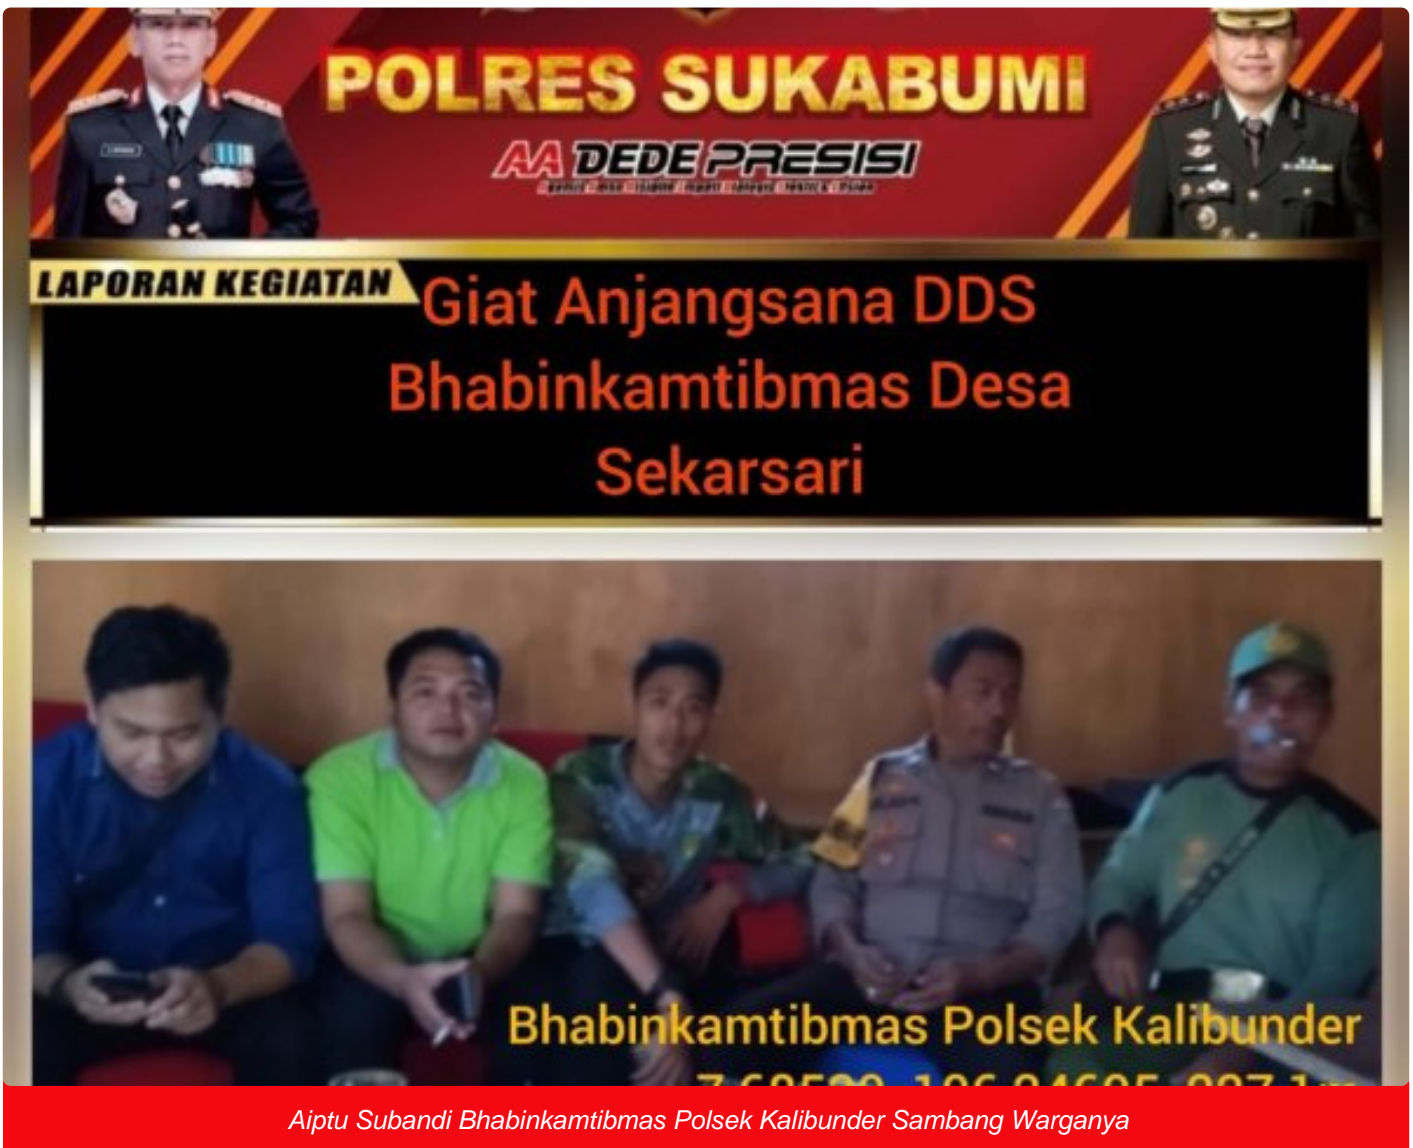 POLRES SUKABUMI
AA DEDE PRESISI
LAPORAN KEGIATAN
Giat Anjangsana DDS
Bhabinkamtibmas Desa
Sekarsari
Bhabinkamtibmas Polsek Kalibunder
Aiptu Subandi Bhabinkamtibmas Polsek Kalibunder Sambang Warganya